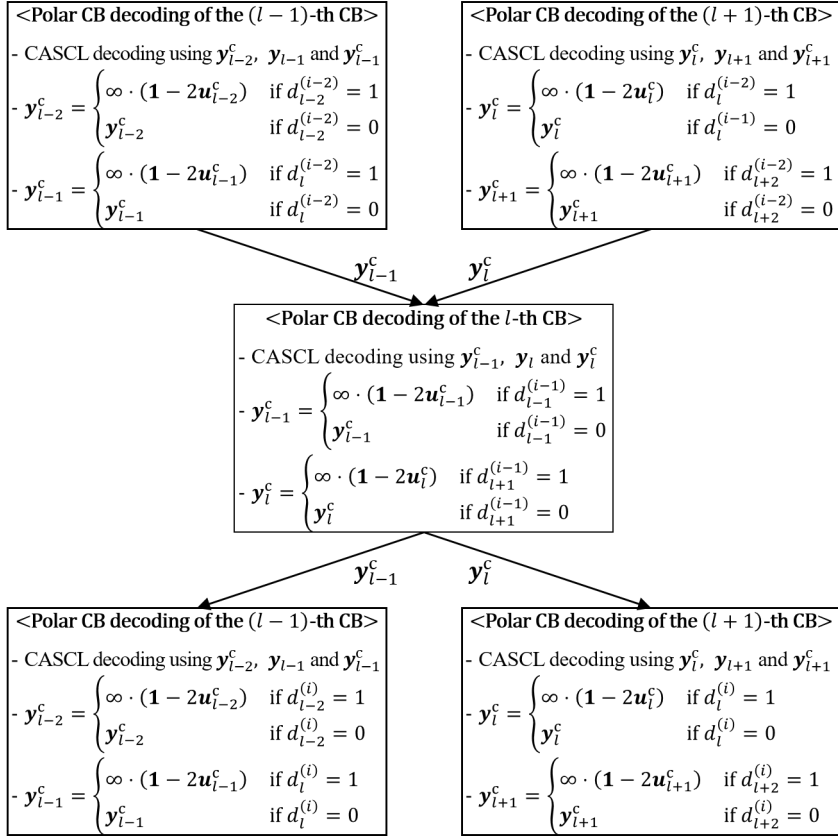 <Polar CB decoding of the (l − 1)-th CB>
- CASCL decoding using y^c_{l−2}, y_{l−1} and y^c_{l−1}
- y^c_{l−2} = { ∞ · (1 − 2u^c_{l−2}) if d^{(i−2)}_{l−2} = 1
y^c_{l−2} if d^{(i−2)}_{l−2} = 0
- y^c_{l−1} = { ∞ · (1 − 2u^c_{l−1}) if d^{(i−2)}_l = 1
y^c_{l−1} if d^{(i−2)}_l = 0
<Polar CB decoding of the (l + 1)-th CB>
- CASCL decoding using y^c_l, y_{l+1} and y^c_{l+1}
- y^c_l = { ∞ · (1 − 2u^c_l) if d^{(i−2)}_l = 1
y^c_l if d^{(i−1)}_l = 0
- y^c_{l+1} = { ∞ · (1 − 2u^c_{l+1}) if d^{(i−2)}_{l+2} = 1
y^c_{l+1} if d^{(i−2)}_{l+2} = 0
y^c_{l−1}
y^c_l
<Polar CB decoding of the l-th CB>
- CASCL decoding using y^c_{l−1}, y_l and y^c_l
- y^c_{l−1} = { ∞ · (1 − 2u^c_{l−1}) if d^{(i−1)}_{l−1} = 1
y^c_{l−1} if d^{(i−1)}_{l−1} = 0
- y^c_l = { ∞ · (1 − 2u^c_l) if d^{(i−1)}_{l+1} = 1
y^c_l if d^{(i−1)}_{l+1} = 0
y^c_{l−1}
y^c_l
<Polar CB decoding of the (l − 1)-th CB>
- CASCL decoding using y^c_{l−2}, y_{l−1} and y^c_{l−1}
- y^c_{l−2} = { ∞ · (1 − 2u^c_{l−2}) if d^{(i)}_{l−2} = 1
y^c_{l−2} if d^{(i)}_{l−2} = 0
- y^c_{l−1} = { ∞ · (1 − 2u^c_{l−1}) if d^{(i)}_l = 1
y^c_{l−1} if d^{(i)}_l = 0
<Polar CB decoding of the (l + 1)-th CB>
- CASCL decoding using y^c_l, y_{l+1} and y^c_{l+1}
- y^c_l = { ∞ · (1 − 2u^c_l) if d^{(i)}_l = 1
y^c_l if d^{(i)}_l = 0
- y^c_{l+1} = { ∞ · (1 − 2u^c_{l+1}) if d^{(i)}_{l+2} = 1
y^c_{l+1} if d^{(i)}_{l+2} = 0